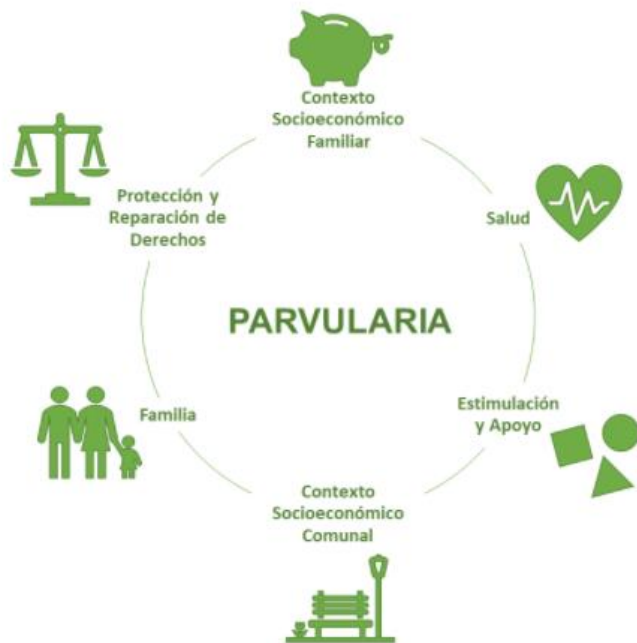 Contexto
Socioeconómico
Familiar
Protección y
Reparación de
Derechos
Salud
PARVULARIA
Familia
Estimulación
y Apoyo
Contexto
Socioeconómico
Comunal